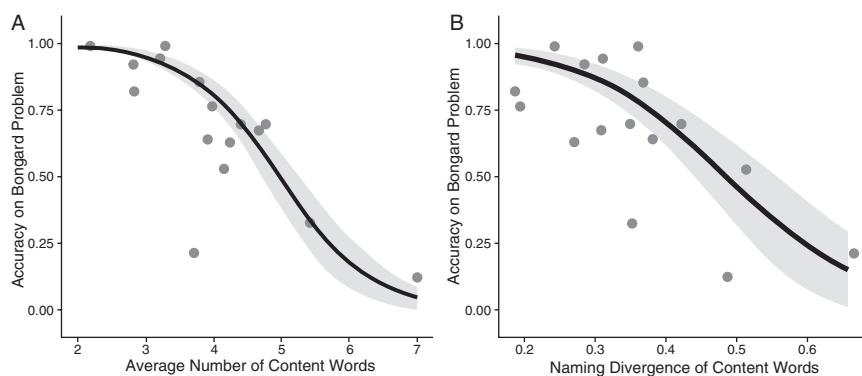 A
Accuracy on Bongard Problem
1.00
0.75
0.50
0.25
0.00
2 3 4 5 6 7
Average Number of Content Words
B
Accuracy on Bongard Problem
1.00
0.75
0.50
0.25
0.00
0.2 0.3 0.4 0.5 0.6
Naming Divergence of Content Words